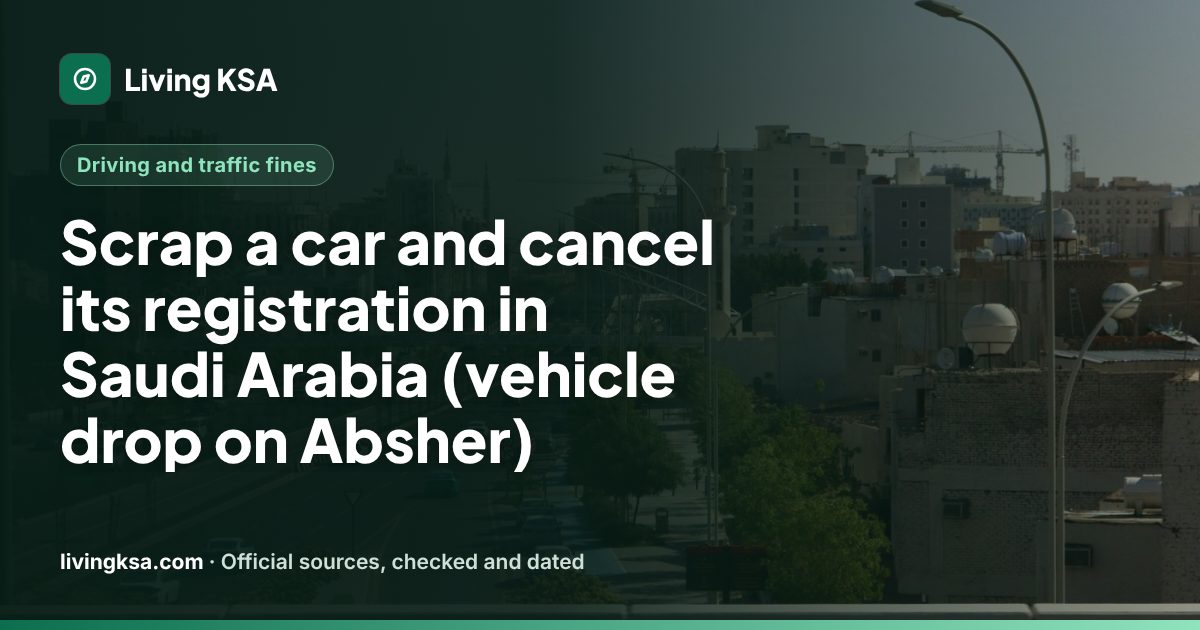 Living KSA
Driving and traffic fines
Scrap a car and cancel
its registration in
Saudi Arabia (vehicle
drop on Absher)
livingksa.com · Official sources, checked and dated